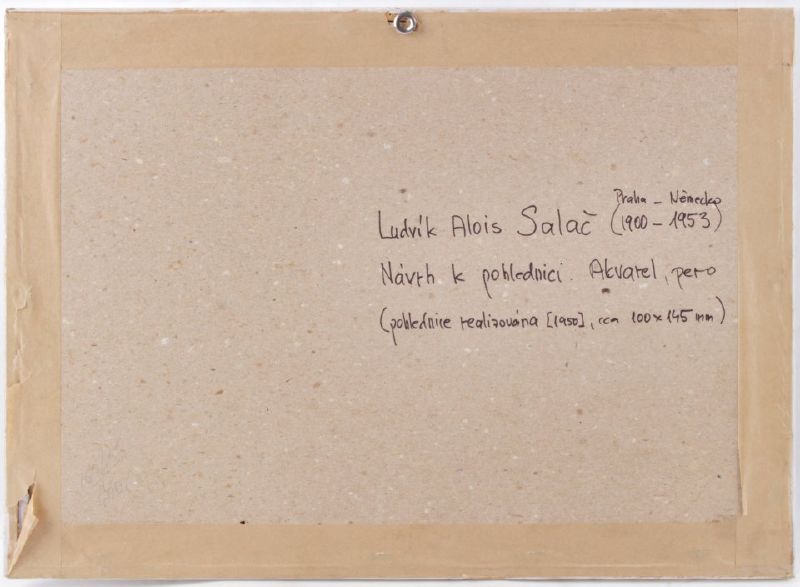 Praha – Německo
Ludvík Alois Salač (1900 – 1953)
Návrh k pohlednici. Akvarel, pero
(pohlednice realizována [1950], cca 100×145 mm)